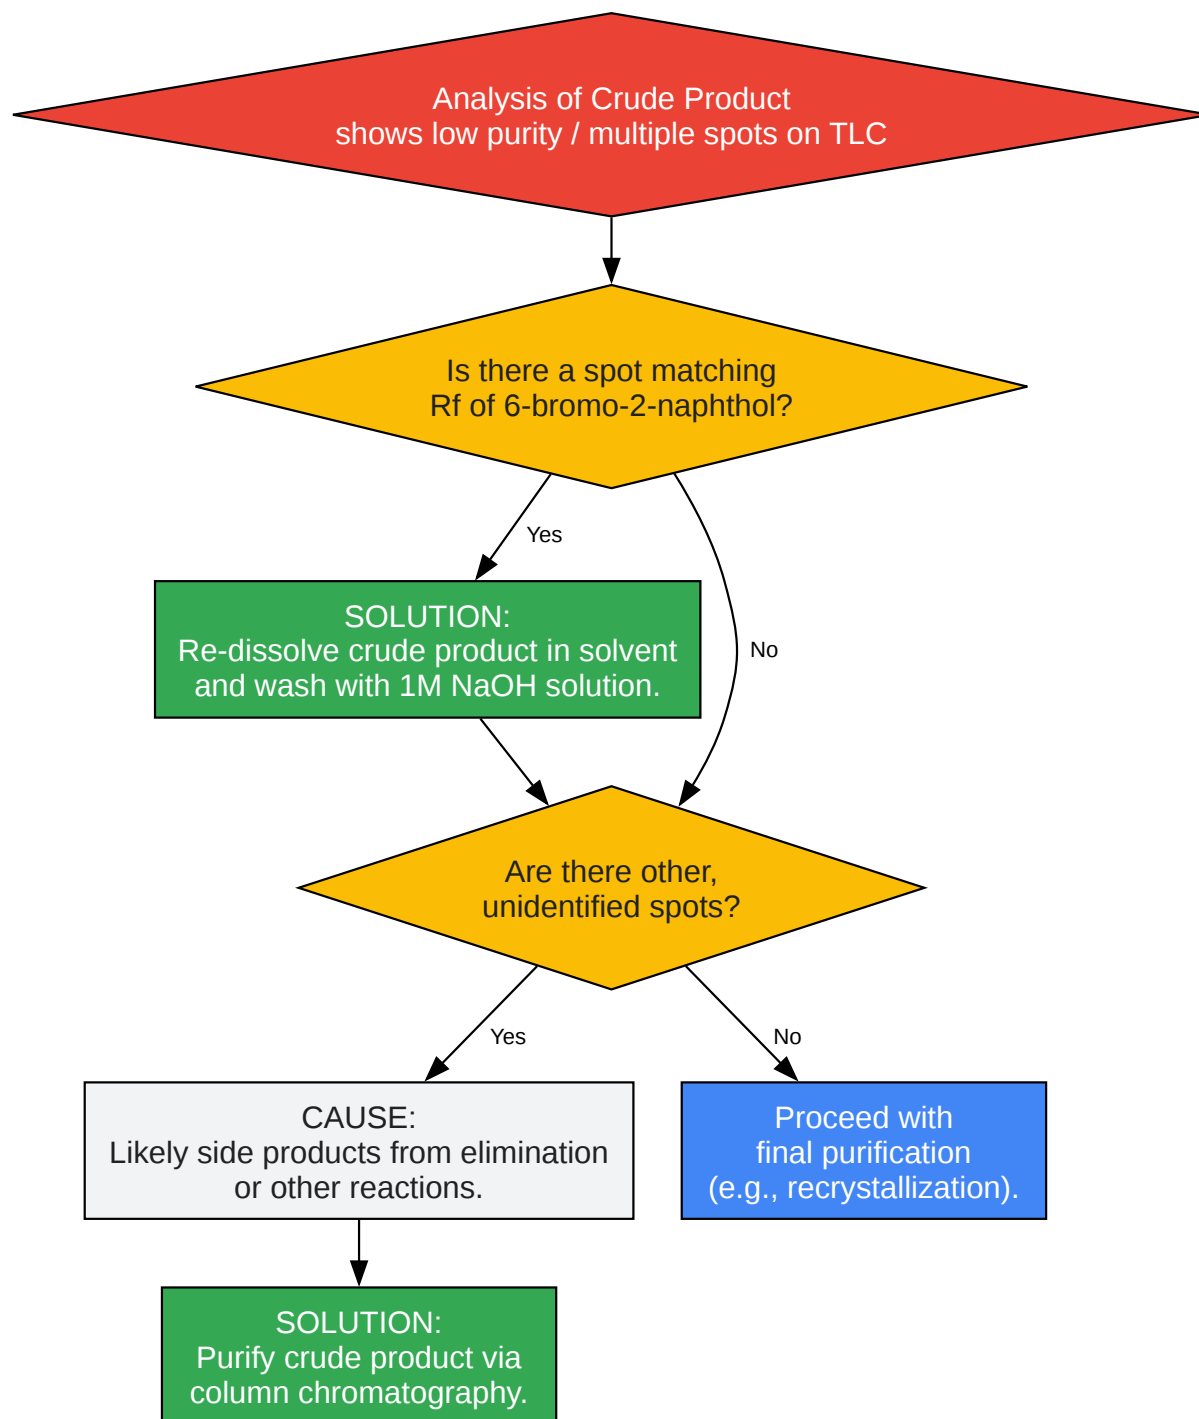 Analysis of Crude Product
shows low purity / multiple spots on TLC
Is there a spot matching
Rf of 6-bromo-2-naphthol?
Yes
No
SOLUTION:
Re-dissolve crude product in solvent
and wash with 1M NaOH solution.
Are there other,
unidentified spots?
Yes
No
CAUSE:
Likely side products from elimination
or other reactions.
Proceed with
final purification
(e.g., recrystallization).
SOLUTION:
Purify crude product via
column chromatography.